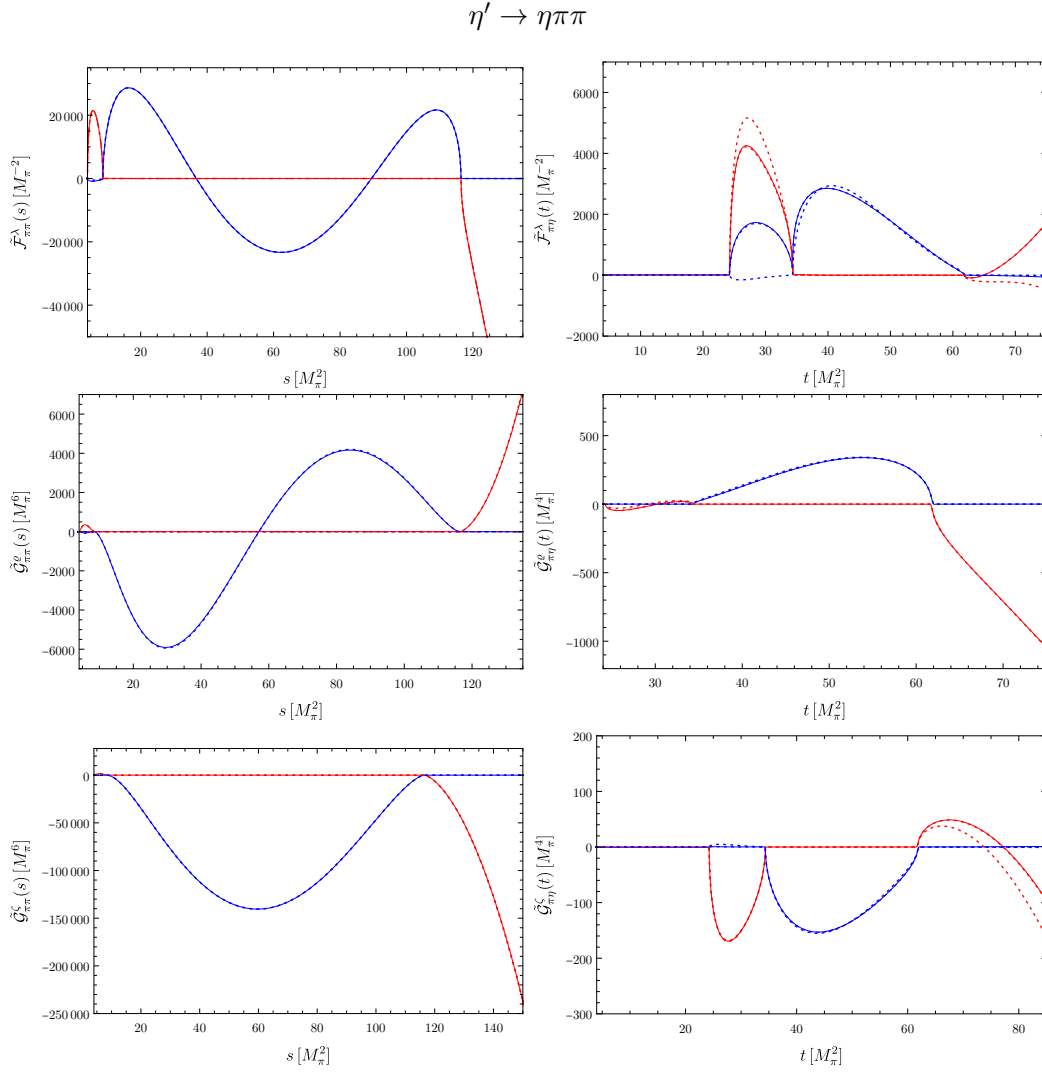 η′ → ηππ
20 000
0
−20 000
−40 000
20 40 60 80 100 120
s [M_π^2]
F̃^λ_ππ(s) [M_π^−2]
6000
4000
2000
0
−2000
10 20 30 40 50 60 70
t [M_π^2]
F̃^λ_πη(t) [M_π^−2]
6000
4000
2000
0
−2000
−4000
−6000
20 40 60 80 100 120
s [M_π^2]
G̃^ϱ_ππ(s) [M_π^6]
500
0
−500
−1000
30 40 50 60 70
t [M_π^2]
G̃^ϱ_πη(t) [M_π^4]
0
−50 000
−100 000
−150 000
−200 000
−250 000
20 40 60 80 100 120 140
s [M_π^2]
G̃^ζ_ππ(s) [M_π^6]
200
100
0
−100
−200
−300
20 40 60 80
t [M_π^2]
G̃^ζ_πη(t) [M_π^4]